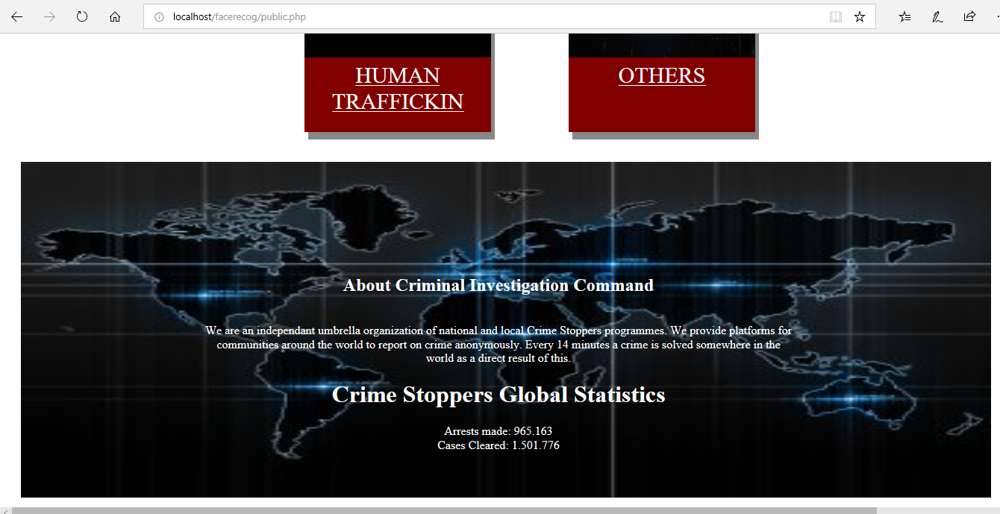 localhost/facerecog/public.php
HUMAN
TRAFFICKIN
OTHERS
About Criminal Investigation Command
We are an independant umbrella organization of national and local Crime Stoppers programmes. We provide platforms for
communities around the world to report on crime anonymously. Every 14 minutes a crime is solved somewhere in the
world as a direct result of this.
Crime Stoppers Global Statistics
Arrests made: 965.163
Cases Cleared: 1.501.776